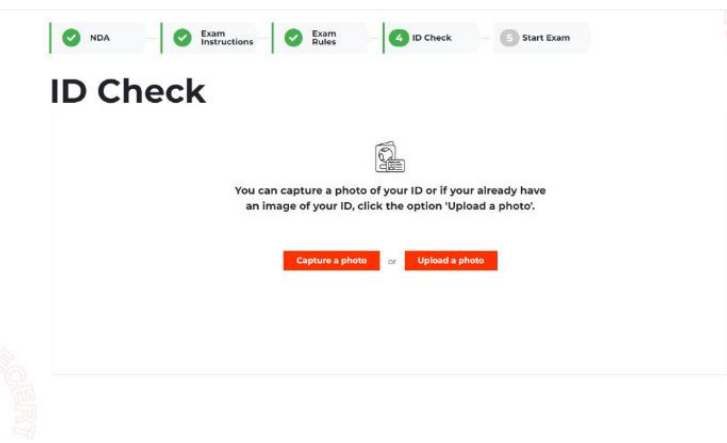 NDA
Exam
Instructions
Exam
Rules
4 ID Check
5 Start Exam
ID Check
You can capture a photo of your ID or if your already have
an image of your ID, click the option 'Upload a photo'.
Capture a photo or Upload a photo